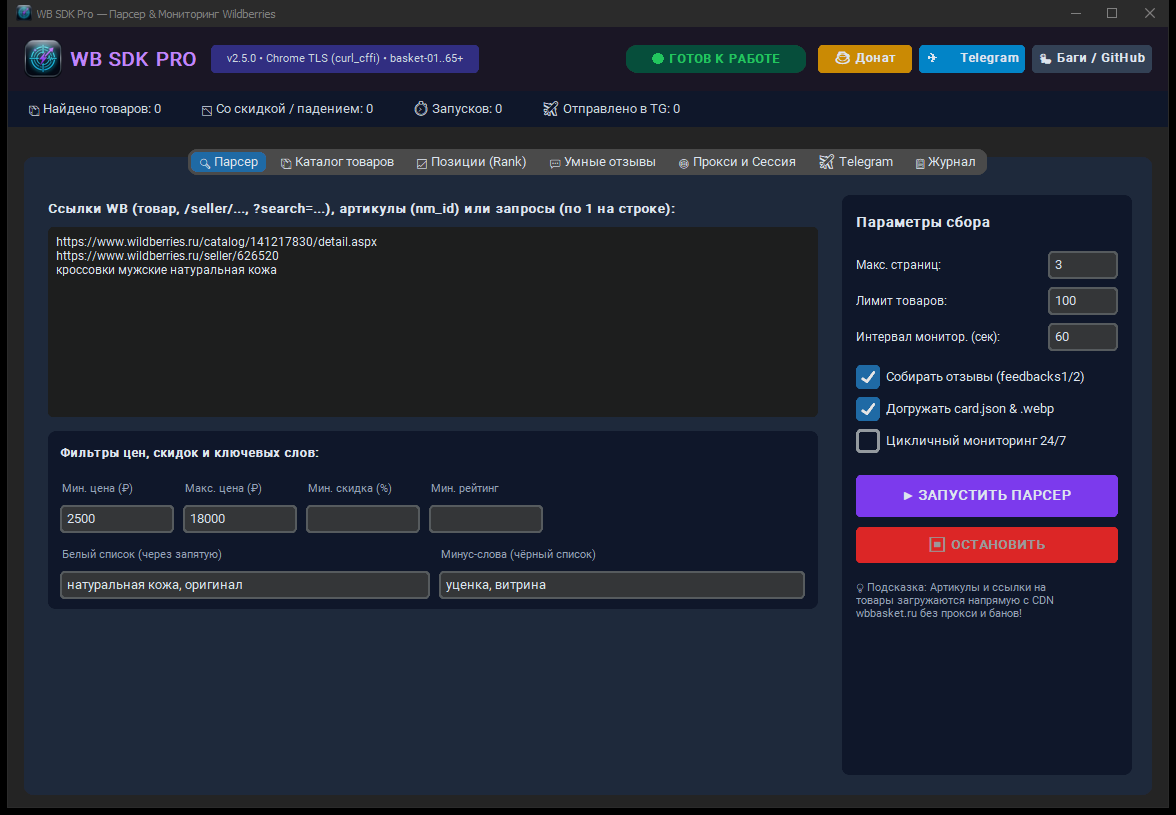 WB SDK Pro — Парсер & Мониторинг Wildberries
WB SDK PRO
v2.5.0 • Chrome TLS (curl_cffi) • basket-01..65+
ГОТОВ К РАБОТЕ
Донат
Telegram
Баги / GitHub
Найдено товаров: 0
Со скидкой / падением: 0
Запусков: 0
Отправлено в TG: 0
Парсер
Каталог товаров
Позиции (Rank)
Умные отзывы
Прокси и Сессия
Telegram
Журнал
Ссылки WB (товар, /seller/..., ?search=...), артикулы (nm_id) или запросы (по 1 на строке):
https://www.wildberries.ru/catalog/141217830/detail.aspx
https://www.wildberries.ru/seller/626520
кроссовки мужские натуральная кожа
Фильтры цен, скидок и ключевых слов:
Мин. цена (₽)
Макс. цена (₽)
Мин. скидка (%)
Мин. рейтинг
2500
18000
Белый список (через запятую)
Минус-слова (чёрный список)
натуральная кожа, оригинал
уценка, витрина
Параметры сбора
Макс. страниц:
3
Лимит товаров:
100
Интервал монитор. (сек):
60
Собирать отзывы (feedbacks1/2)
Догружать card.json & .webp
Цикличный мониторинг 24/7
ЗАПУСТИТЬ ПАРСЕР
ОСТАНОВИТЬ
Подсказка: Артикулы и ссылки на
товары загружаются напрямую с CDN
wbbasket.ru без прокси и банов!